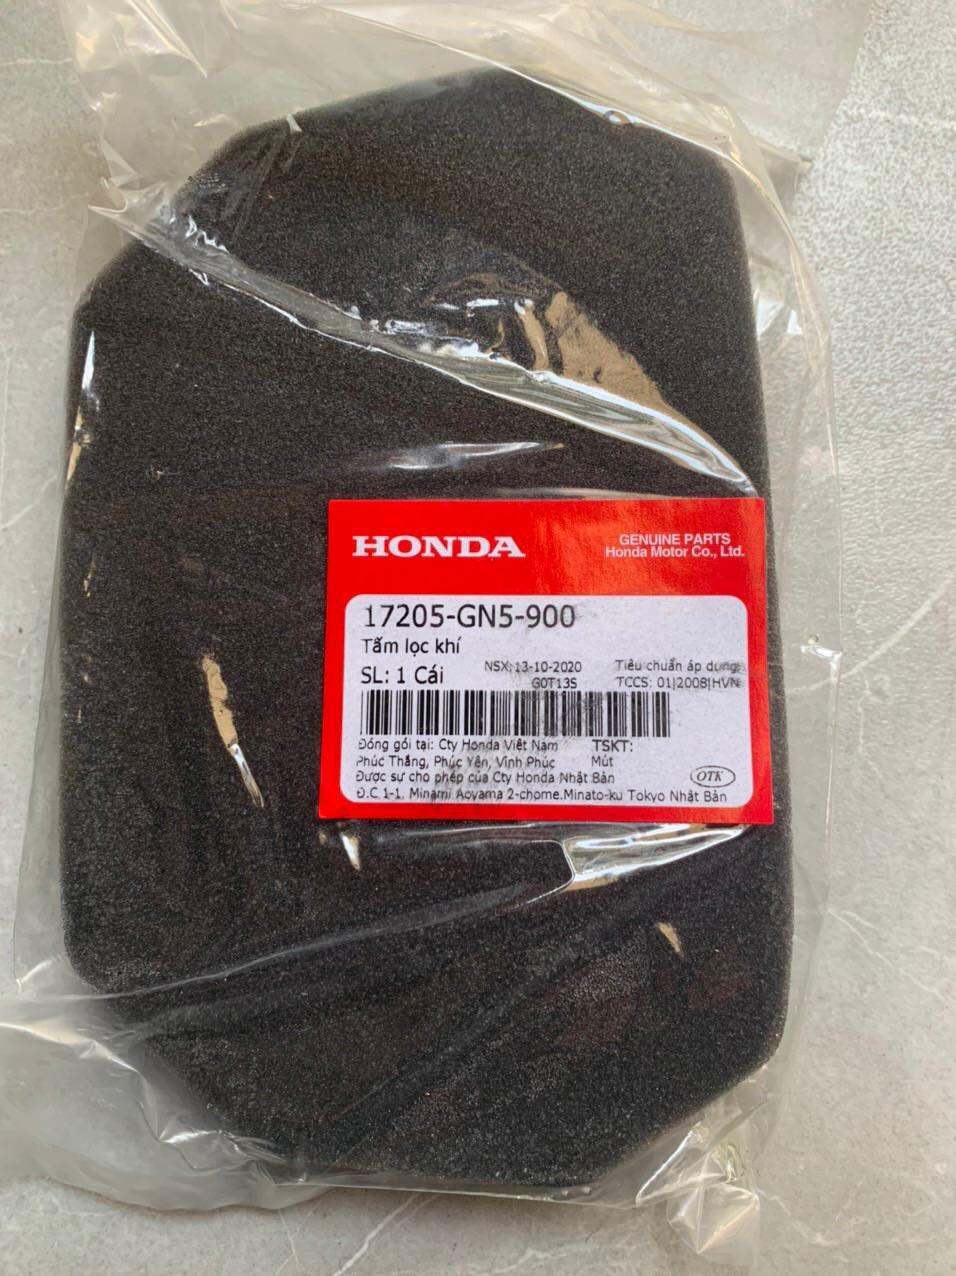 HONDA
GENUINE PARTS
Honda Motor Co., Ltd.
17205-GN5-900
Tấm lọc khí
SL: 1 Cái
NSX: 13-10-2020
G0T13S
Tiêu chuẩn áp dụng:
TCCS: 01|2008|HVN
Đóng gói tại: Cty Honda Việt Nam
Phúc Thắng, Phúc Yên, Vĩnh Phúc
TSKT:
Mút
Được sự cho phép của Cty Honda Nhật Bản
Đ.C 1-1, Minami Aoyama 2-chome.Minato-ku Tokyo Nhật Bản
OTK